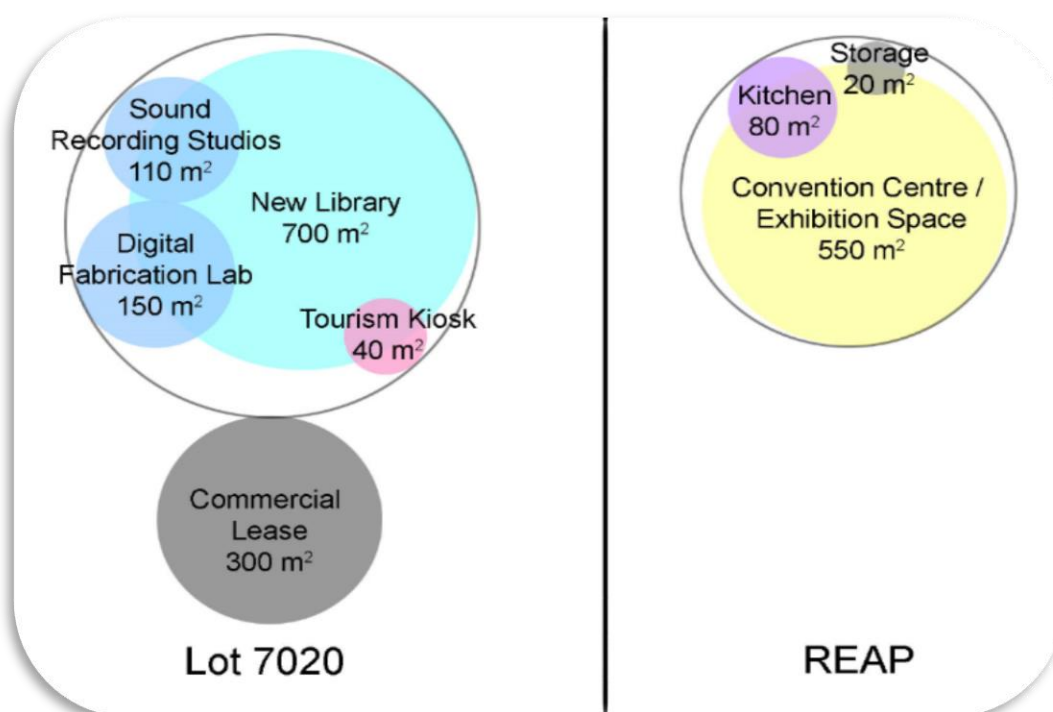 Sound
Recording Studios
110 m²
New Library
700 m²
Digital
Fabrication Lab
150 m²
Tourism Kiosk
40 m²
Commercial
Lease
300 m²
Lot 7020
Storage
20 m²
Kitchen
80 m²
Convention Centre /
Exhibition Space
550 m²
REAP